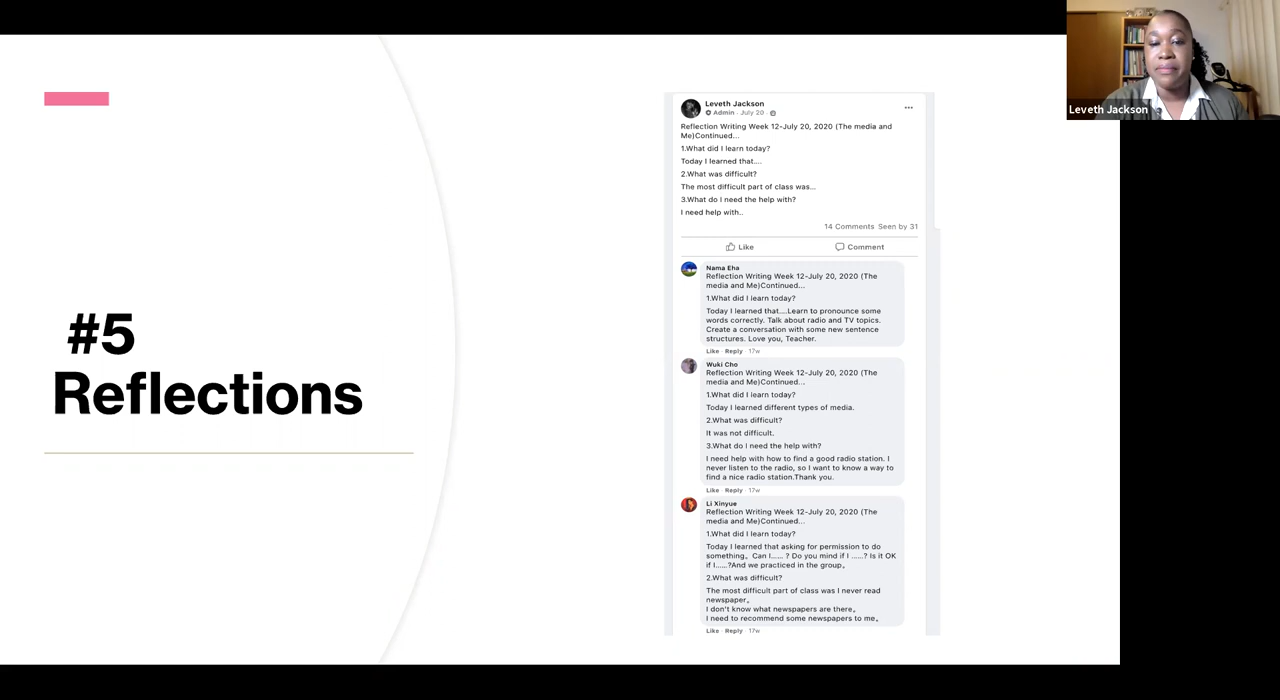 Leveth Jackson
#5
Reflections
Leveth Jackson
Admin · July 20 ·
Reflection Writing Week 12-July 20, 2020 (The media and
Me)Continued...
1.What did I learn today?
Today I learned that....
2.What was difficult?
The most difficult part of class was...
3.What do I need the help with?
I need help with..
14 Comments Seen by 31
Like
Comment
Nama Eha
Reflection Writing Week 12-July 20, 2020 (The
media and Me)Continued...
1.What did I learn today?
Today I learned that....Learn to pronounce some
words correctly. Talk about radio and TV topics.
Create a conversation with some new sentence
structures. Love you, Teacher.
Like · Reply · 17w
Wuki Cho
Reflection Writing Week 12-July 20, 2020 (The
media and Me)Continued...
1.What did I learn today?
Today I learned different types of media.
2.What was difficult?
It was not difficult.
3.What do I need the help with?
I need help with how to find a good radio station. I
never listen to the radio, so I want to know a way to
find a nice radio station.Thank you.
Like · Reply · 17w
Li Xinyue
Reflection Writing Week 12-July 20, 2020 (The
media and Me)Continued...
1.What did I learn today?
Today I learned that asking for permission to do
something。Can I...... ? Do you mind if I ......? Is it OK
if I......?And we practiced in the group。
2.What was difficult?
The most difficult part of class was I never read
newspaper。
I don't know what newspapers are there。
I need to recommend some newspapers to me。
Like · Reply · 17w